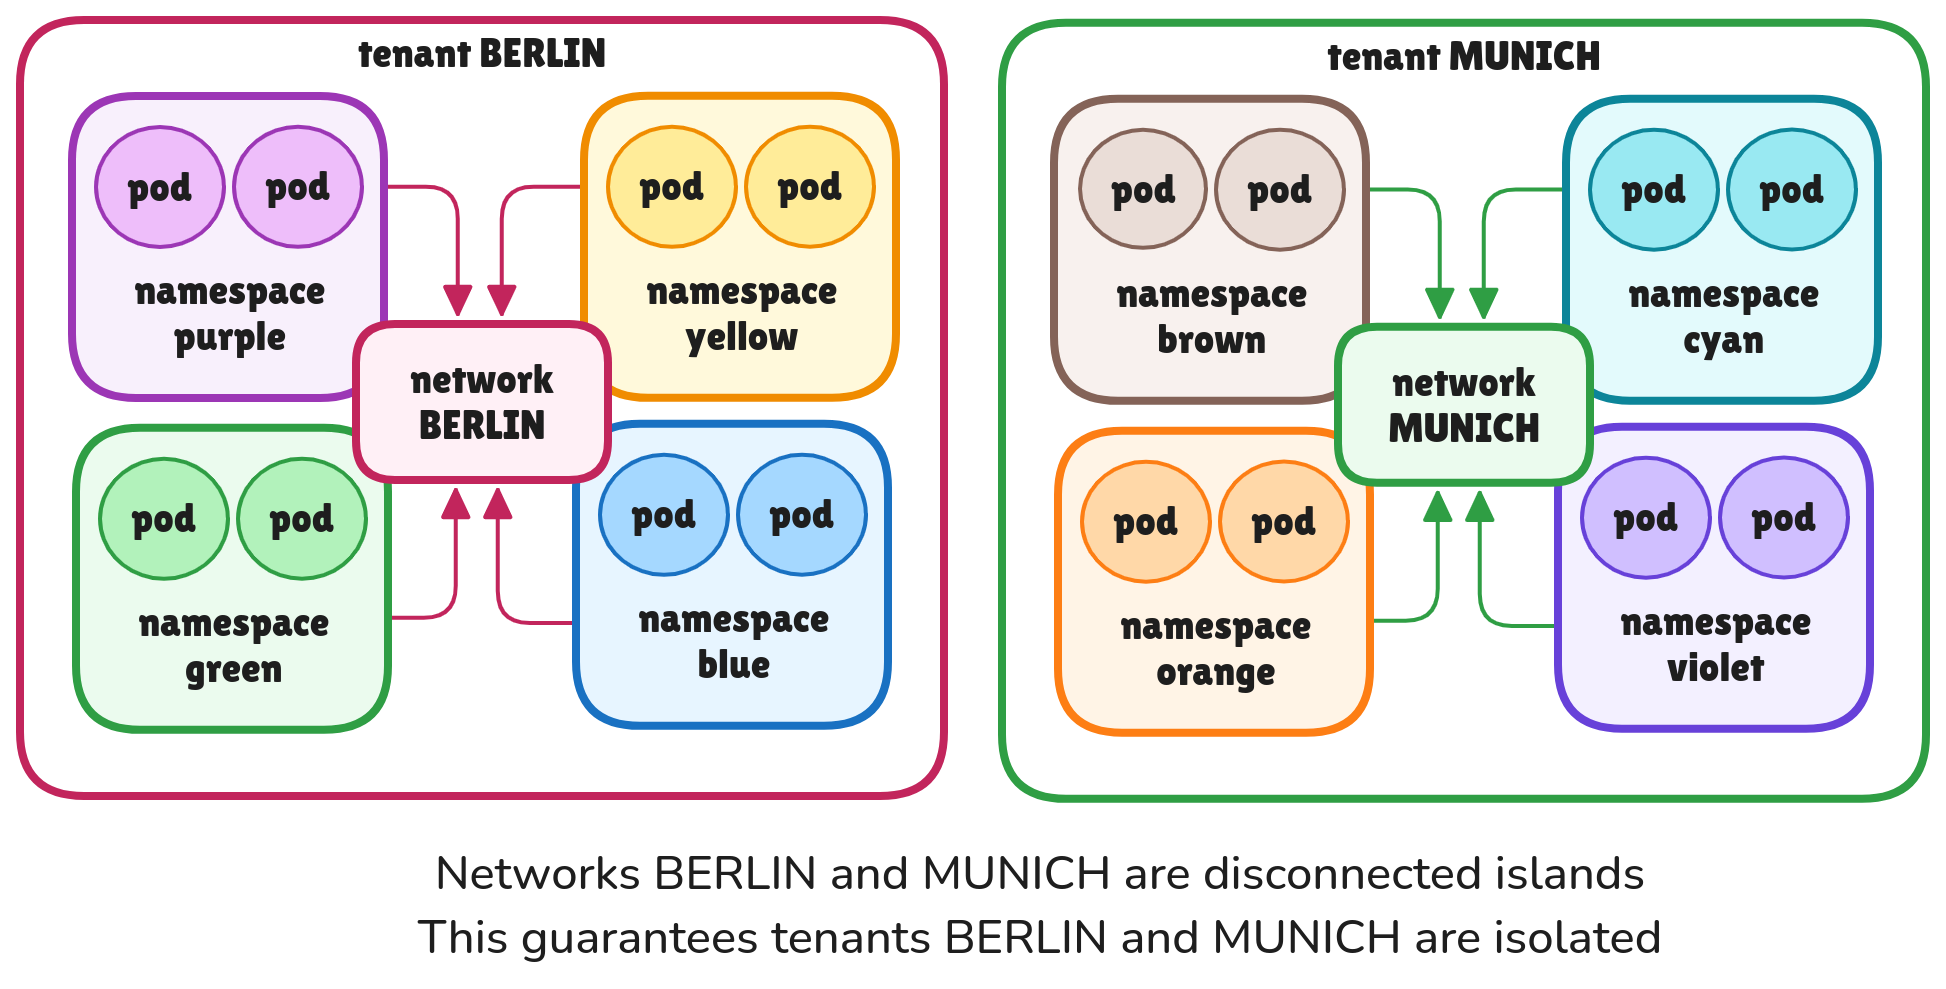 tenant BERLIN
pod pod
namespace
purple
pod pod
namespace
yellow
network
BERLIN
pod pod
namespace
green
pod pod
namespace
blue
tenant MUNICH
pod pod
namespace
brown
pod pod
namespace
cyan
network
MUNICH
pod pod
namespace
orange
pod pod
namespace
violet
Networks BERLIN and MUNICH are disconnected islands
This guarantees tenants BERLIN and MUNICH are isolated